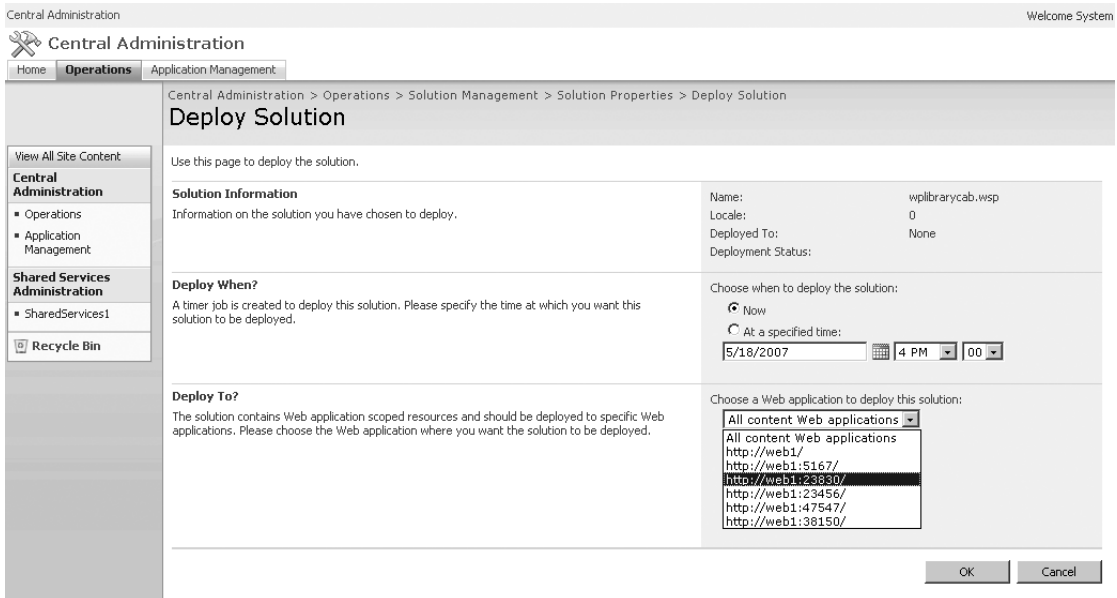 Central Administration
Welcome System
Central Administration
Home
Operations
Application Management
Central Administration > Operations > Solution Management > Solution Properties > Deploy Solution
Deploy Solution
View All Site Content
Central
Administration
Operations
Application
Management
Shared Services
Administration
SharedServices1
Recycle Bin
Use this page to deploy the solution.
Solution Information
Information on the solution you have chosen to deploy.
Name: wplibrarycab.wsp
Locale: 0
Deployed To: None
Deployment Status:
Deploy When?
A timer job is created to deploy this solution. Please specify the time at which you want this
solution to be deployed.
Choose when to deploy the solution:
Now
At a specified time:
5/18/2007 4 PM 00
Deploy To?
The solution contains Web application scoped resources and should be deployed to specific Web
applications. Please choose the Web application where you want the solution to be deployed.
Choose a Web application to deploy this solution:
All content Web applications
All content Web applications
http://web1/
http://web1:5167/
http://web1:23830/
http://web1:23456/
http://web1:47547/
http://web1:38150/
OK
Cancel